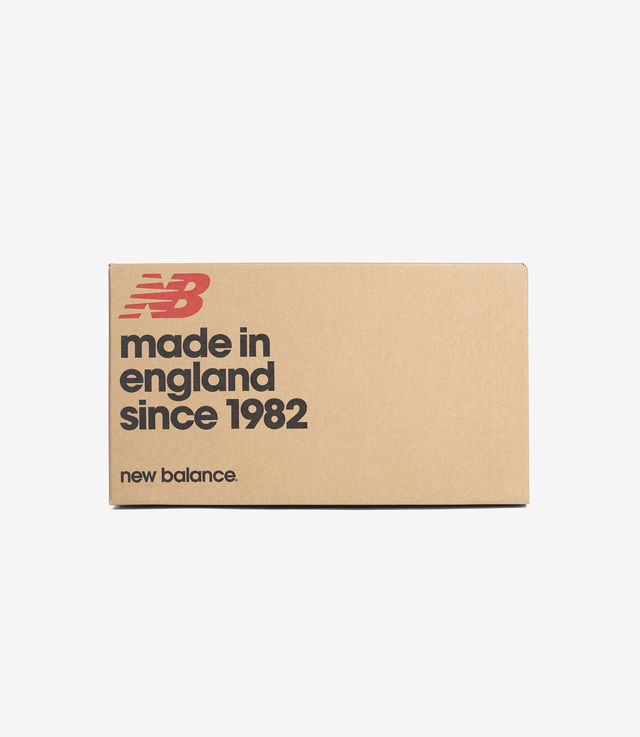 NB
made in
england
since 1982
new balance.